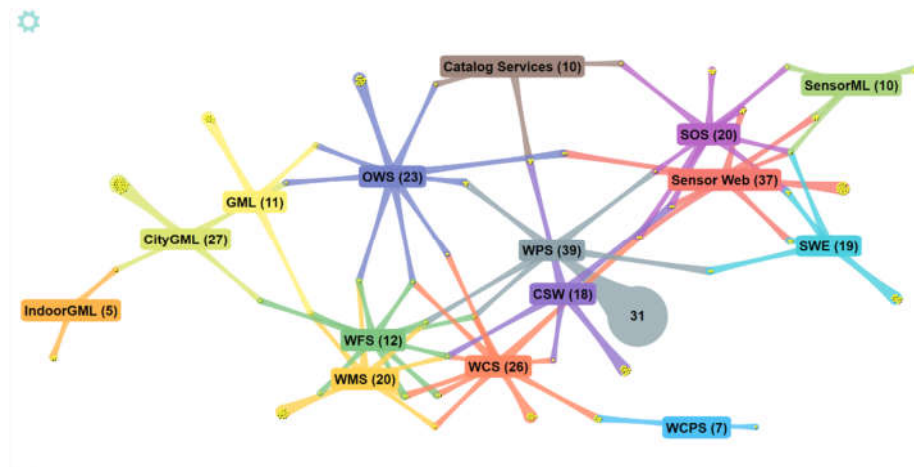 Catalog Services (10)
SensorML (10)
SOS (20)
OWS (23)
Sensor Web (37)
GML (11)
CityGML (27)
WPS (39)
SWE (19)
CSW (18)
IndoorGML (5)
31
WFS (12)
WCS (26)
WMS (20)
WCPS (7)